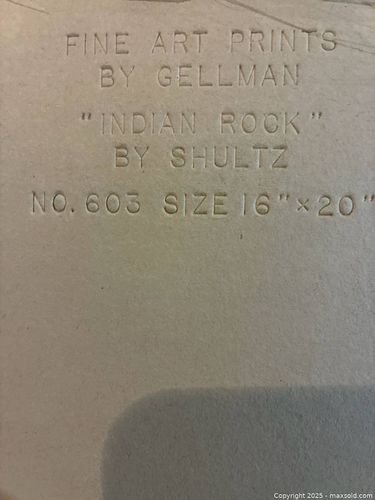 FINE ART PRINTS
BY GELLMAN
"INDIAN ROCK"
BY SHULTZ
NO. 603 SIZE 16" × 20"
Copyright 2025 - maxsold.com